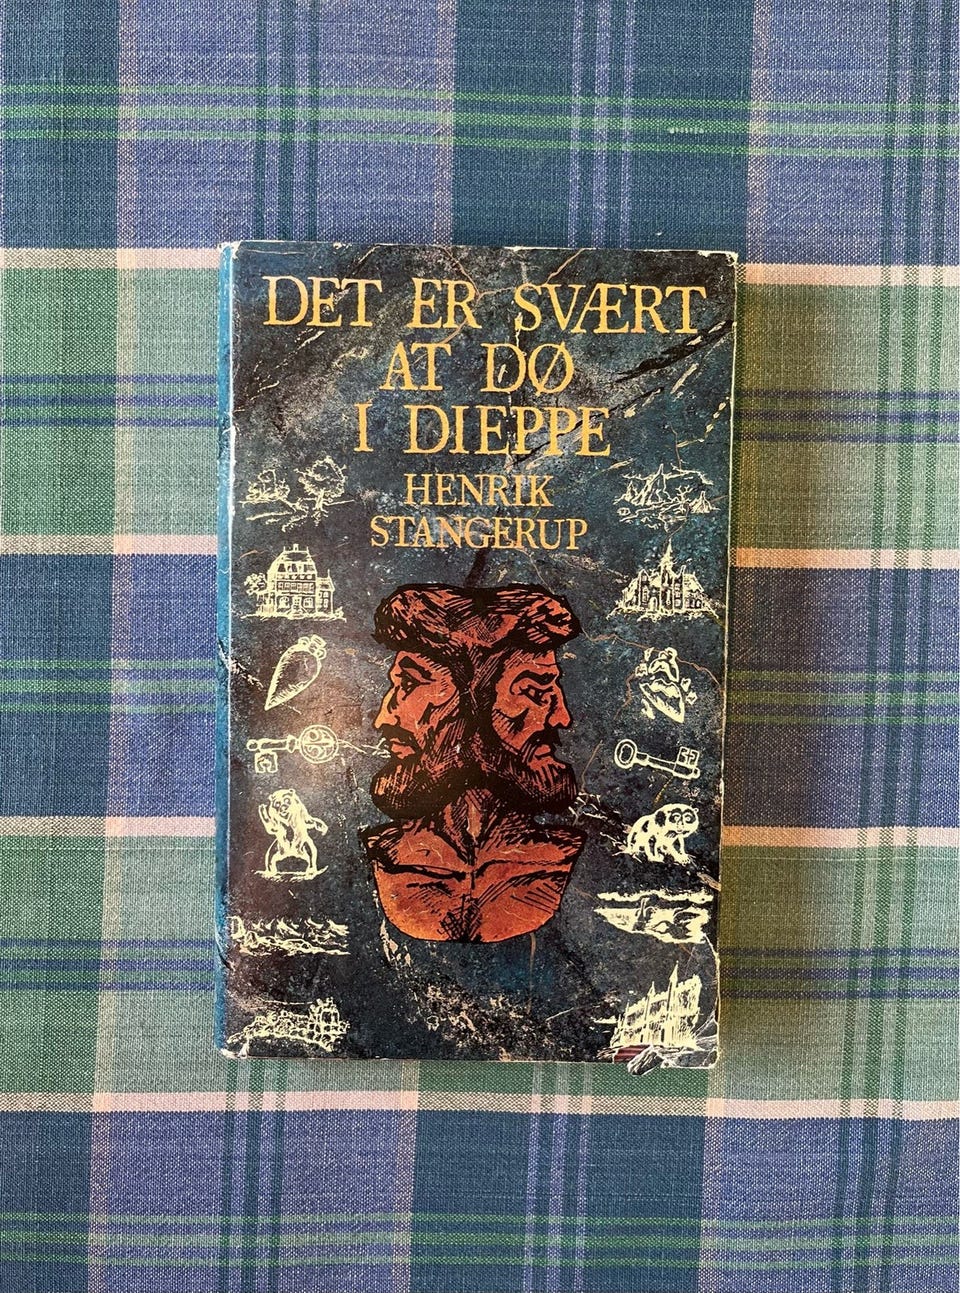 DET ER SVÆRT
AT DØ
I DIEPPE
HENRIK
STANGERUP